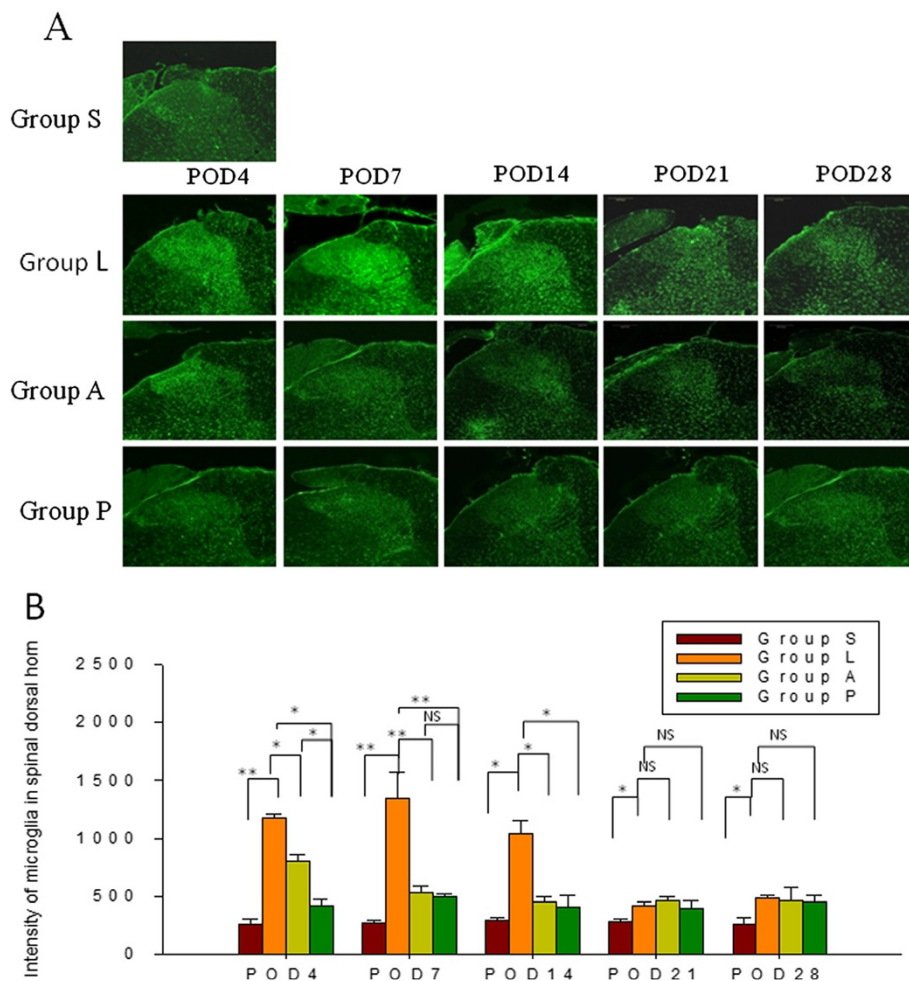 A
Group S
POD4 POD7 POD14 POD21 POD28
Group L
Group A
Group P
B
Intensity of microglia in spinal dorsal horn
Group S
Group L
Group A
Group P
2500
2000
1500
1000
500
0
** * * *
** ** ** NS
* * *
* NS NS
* NS NS
POD4 POD7 POD14 POD21 POD28